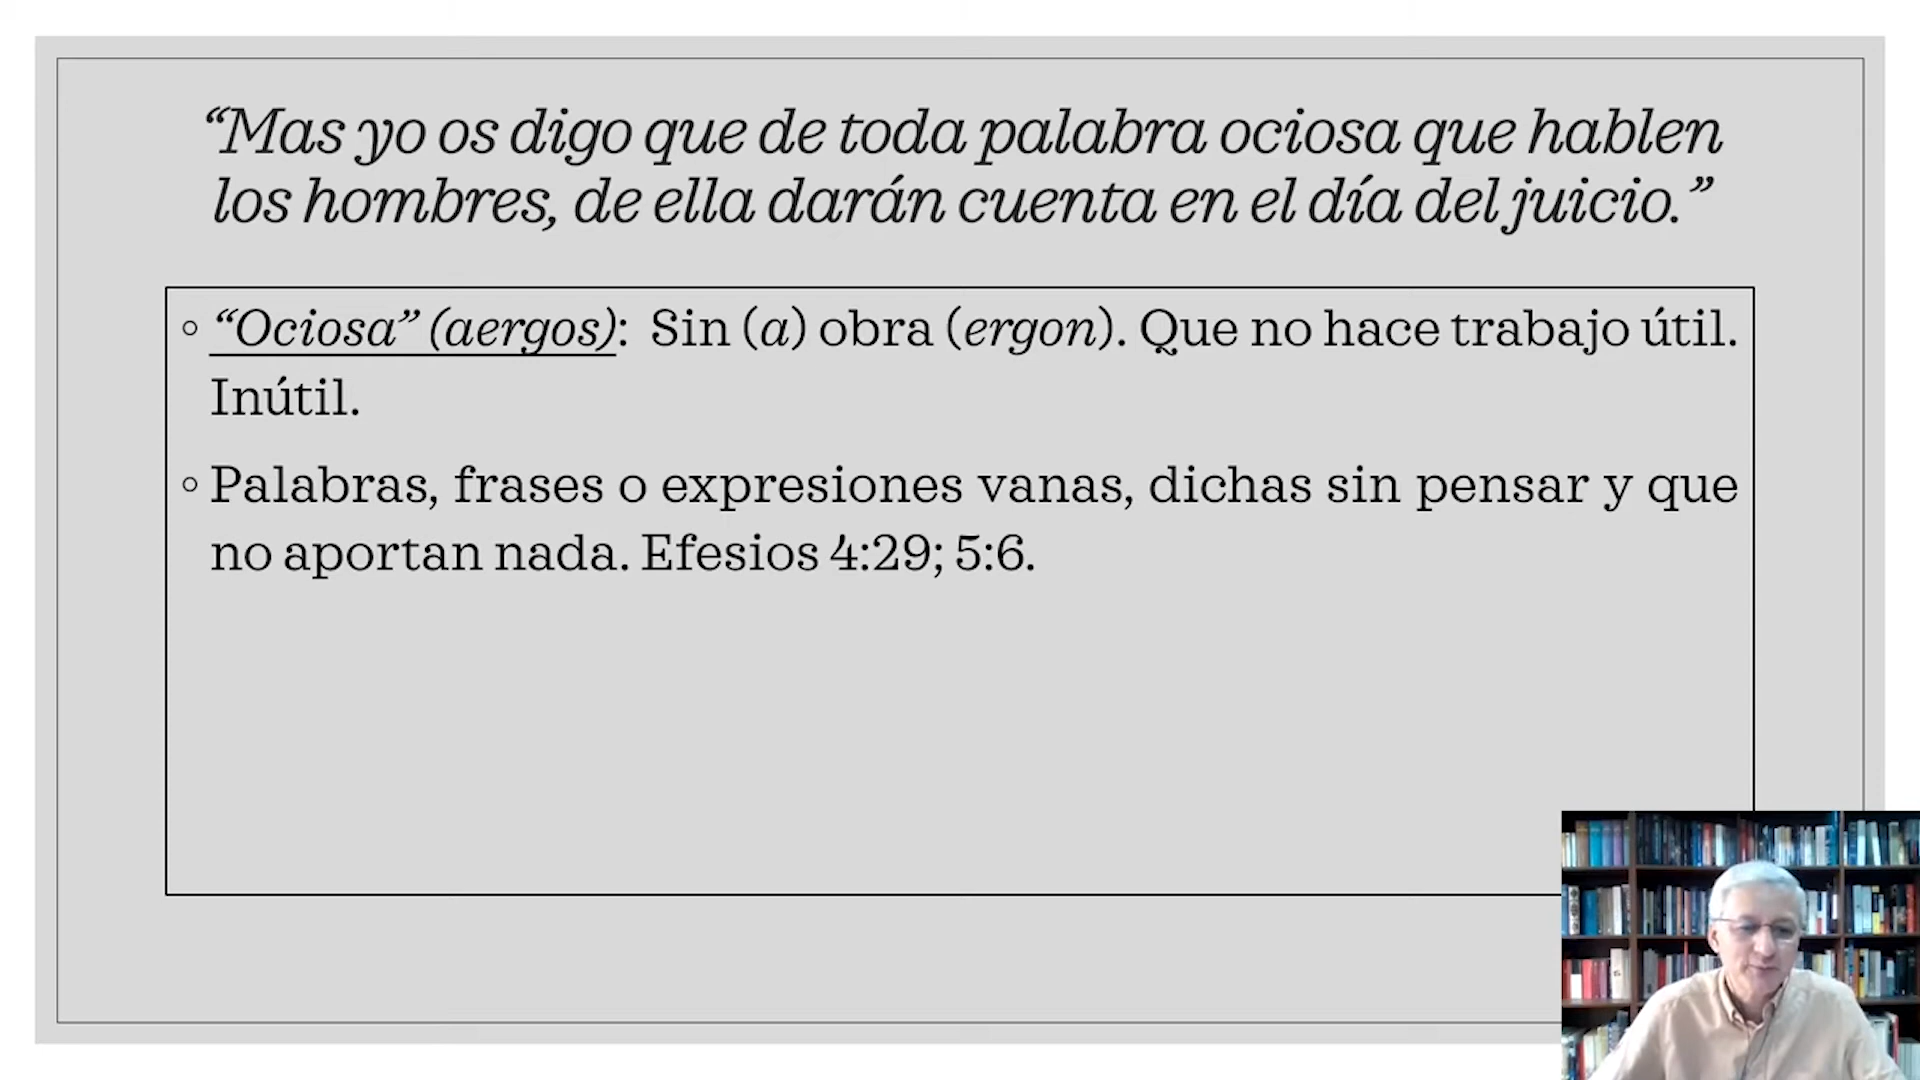 “Mas yo os digo que de toda palabra ociosa que hablen
los hombres, de ella darán cuenta en el día del juicio.”
◦ “Ociosa” (aergos): Sin (a) obra (ergon). Que no hace trabajo útil.
Inútil.
◦ Palabras, frases o expresiones vanas, dichas sin pensar y que
no aportan nada. Efesios 4:29; 5:6.